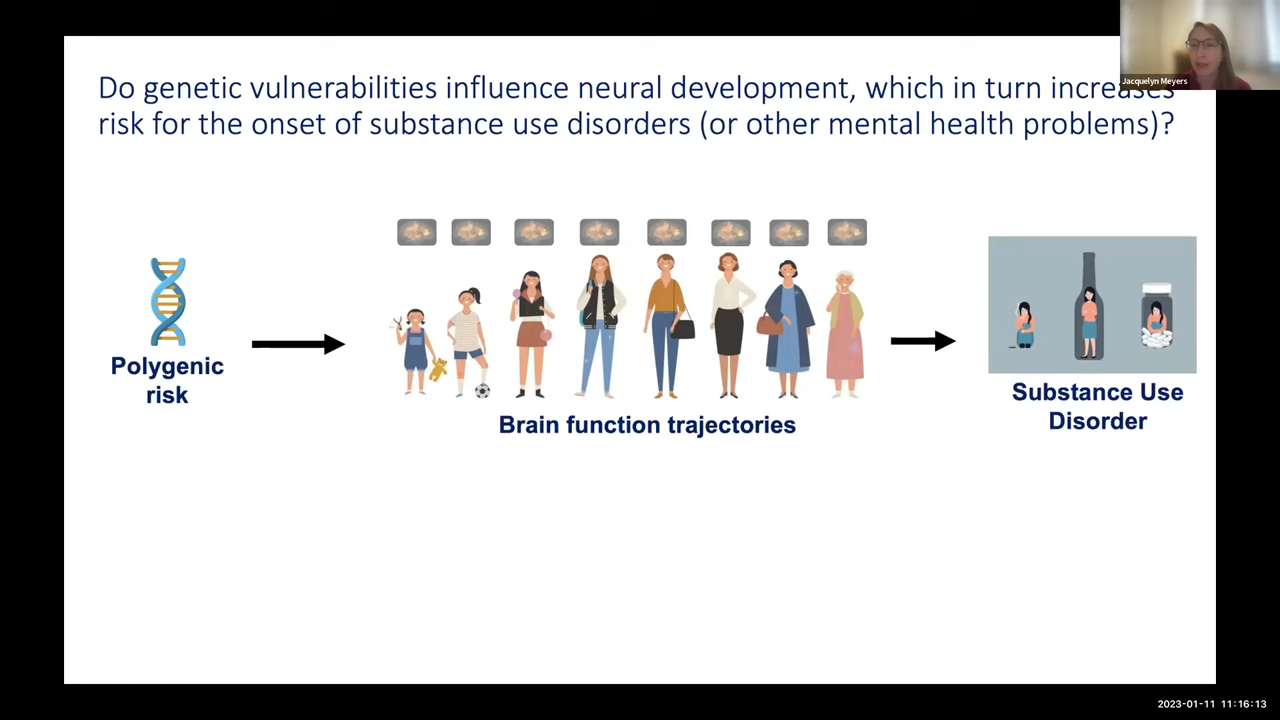 Do genetic vulnerabilities influence neural development, which in turn increases
risk for the onset of substance use disorders (or other mental health problems)?
Jacquelyn Meyers
Polygenic
risk
Brain function trajectories
Substance Use
Disorder
2023-01-11 11:16:13